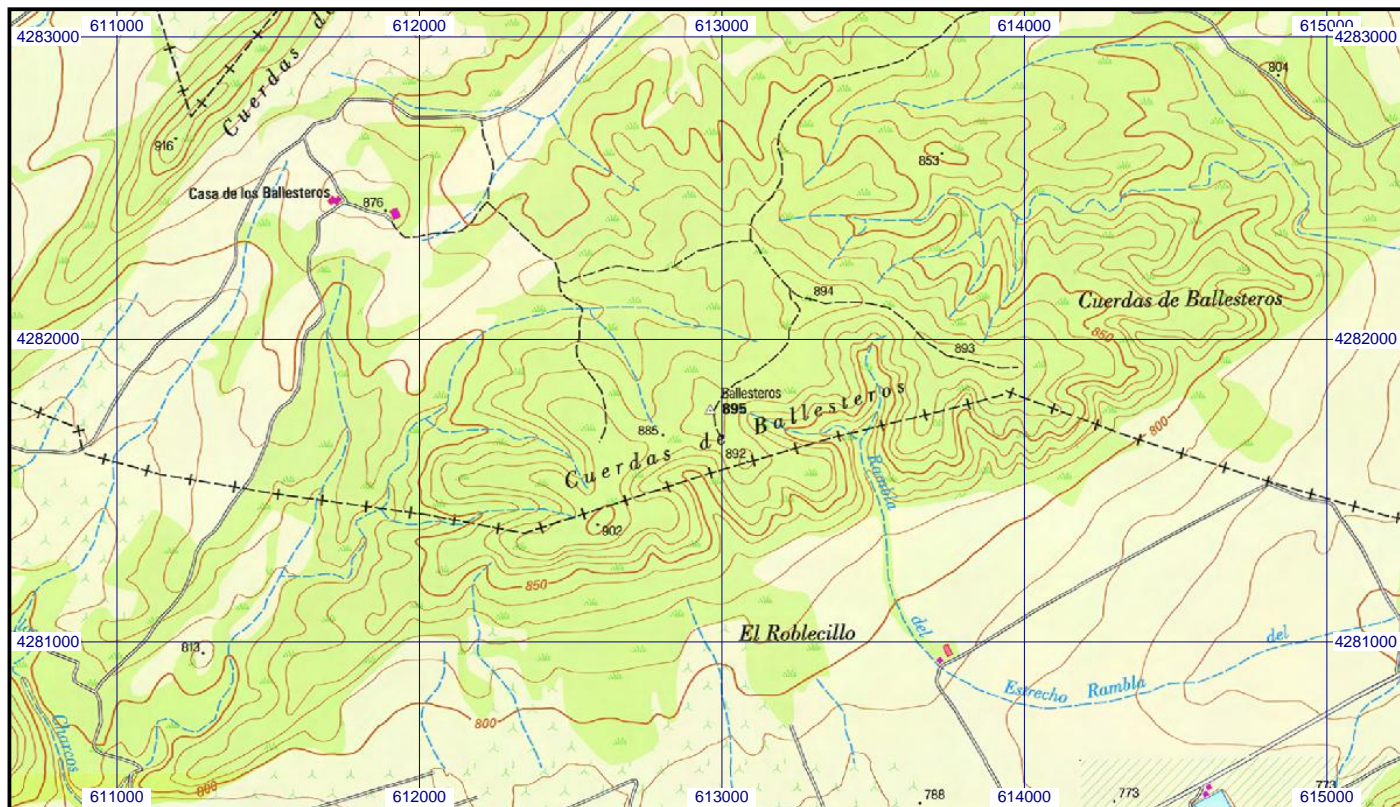 611000 612000 613000 614000 615000
4283000 4283000
Cuerdas de
804
916
853
Casa de los Ballesteros
876
894
Cuerdas de Ballesteros
4282000 4282000
850
893
Ballesteros
895
Cuerdas de Ballesteros
885
892
800
Rambla
902
850
El Roblecillo
del
del
4281000 4281000
813
Estrecho Rambla
Charcos
800
800
788
773
773
611000 612000 613000 614000 615000